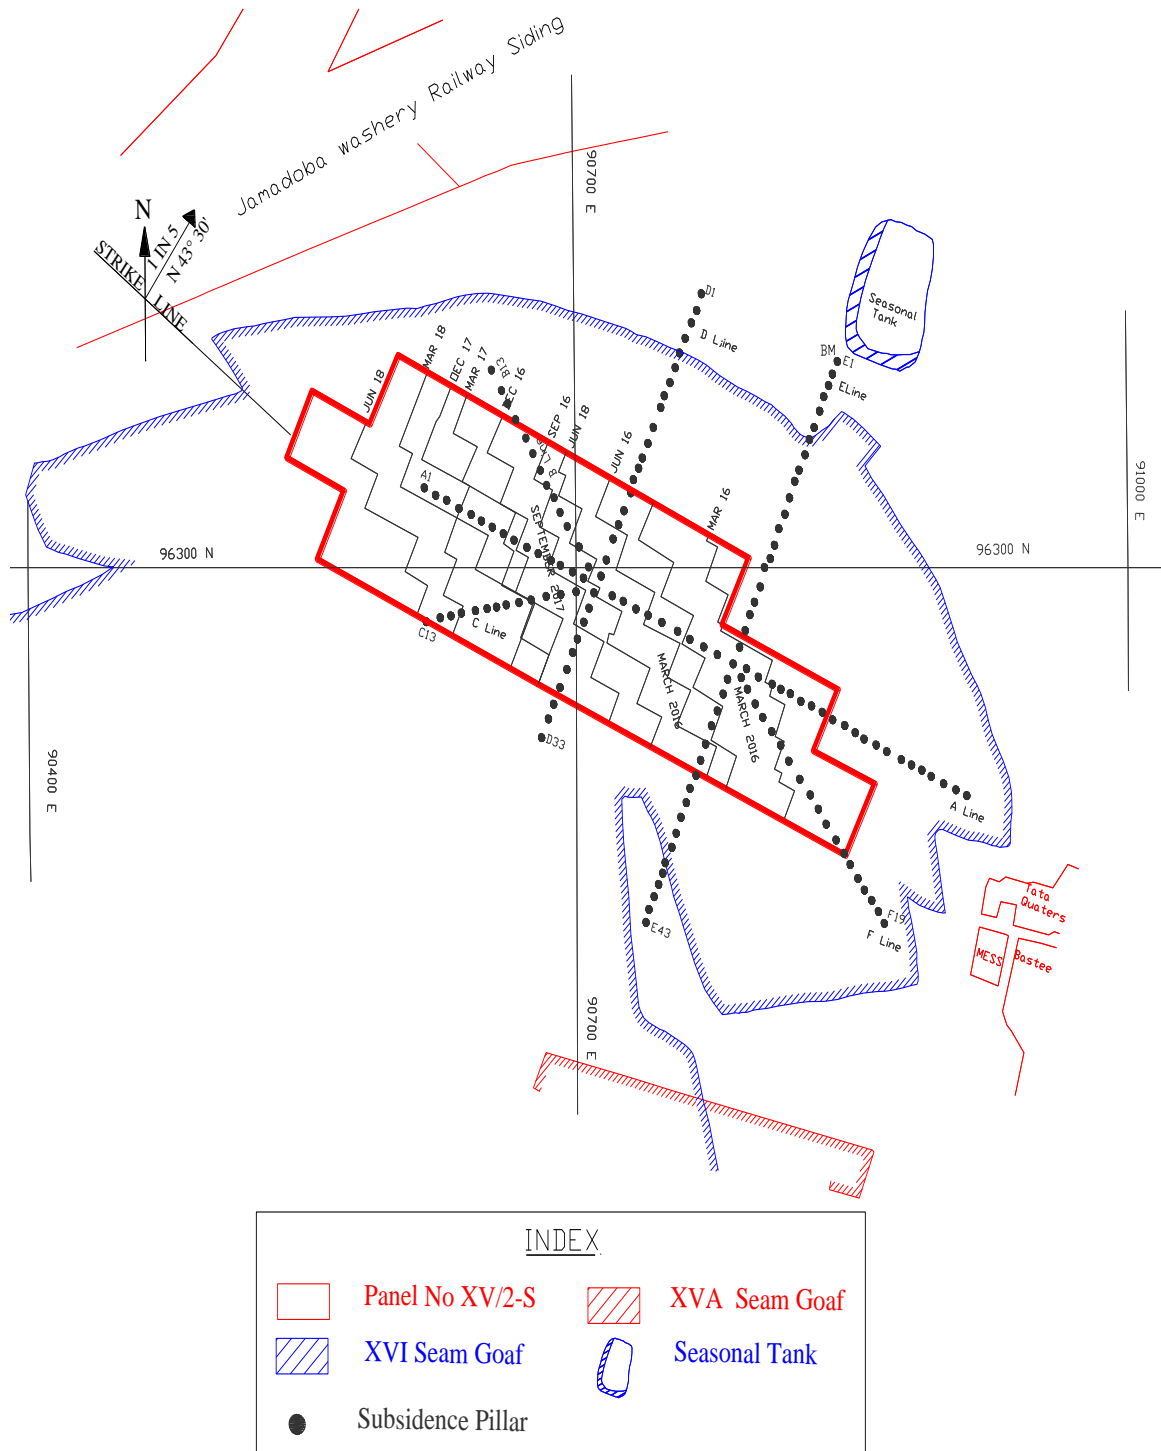 Jamadoba washery Railway Siding
90700 E
N
1 IN 5
N 43° 30'
STRIKE LINE
D1
D Line
Seasonal
Tank
BM
E1
ELine
JUN 18
MAR 18
DEC 17
MAR 17
B13
SEP 16
JUN 18
JUN 16
MAR 16
A1
SEPTEMBER 2017
91000 E
96300 N
96300 N
C13
C Line
MARCH 2016
MARCH 2016
D33
90400 E
A Line
E43
F19
F Line
Tata
Quaters
MESS
Bastee
90700 E
INDEX
Panel No XV/2-S
XVA Seam Goaf
XVI Seam Goaf
Seasonal Tank
Subsidence Pillar